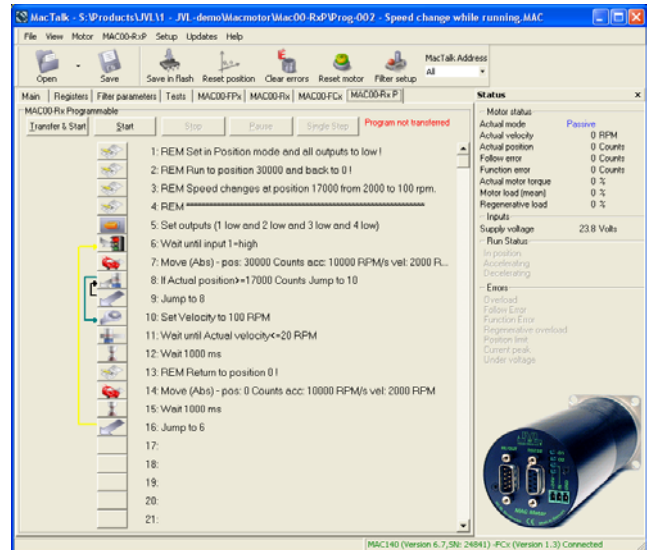 MacTalk - S:\Products\JVL\1 - JVL-demo\Macmotor\Mac00-RxP\Prog-002 - Speed change while running.MAC
File View Motor MAC00-RxP Setup Updates Help
Open Save Save in flash Reset position Clear errors Reset motor Filter setup
MacTalk Address
All
Main Registers Filter parameters Tests MAC00-FPx MAC00-Rx MAC00-FCx MAC00-Rx P
MAC00-Rx Programmable
Transfer & Start Start Stop Pause Single Step Program not transferred
1: REM Set in Position mode and all outputs to low !
2: REM Run to position 30000 and back to 0 !
3: REM Speed changes at position 17000 from 2000 to 100 rpm.
4: REM
5: Set outputs (1 low and 2 low and 3 low and 4 low)
6: Wait until input 1=high
7: Move (Abs) - pos: 30000 Counts acc: 10000 RPM/s vel: 2000 R...
8: If Actual position>=17000 Counts Jump to 10
9: Jump to 8
10: Set Velocity to 100 RPM
11: Wait until Actual velocity<=20 RPM
12: Wait 1000 ms
13: REM Return to position 0 !
14: Move (Abs) - pos: 0 Counts acc: 10000 RPM/s vel: 2000 RPM
15: Wait 1000 ms
16: Jump to 6
17:
18:
19:
20:
21:
Status x
Motor status
Actual mode Passive
Actual velocity 0 RPM
Actual position 0 Counts
Follow error 0 Counts
Function error 0 Counts
Actual motor torque 0 %
Motor load (mean) 0 %
Regenerative load 0 %
Inputs
Supply voltage 23.8 Volts
Run Status
In position
Accelerating
Decelerating
Errors
Overload
Follow Error
Function Error
Regenerative overload
Position limit
Current peak
Under voltage
MAC Motor
MAC140 (Version 6.7,SN: 24841) -FCx (Version 1.3) Connected